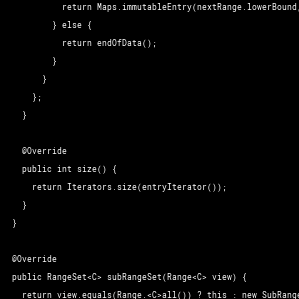 return Maps.immutableEntry(nextRange.lowerBound,
} else {
return endOfData();
}
}
};
}
@Override
public int size() {
return Iterators.size(entryIterator());
}
}
@Override
public RangeSet<C> subRangeSet(Range<C> view) {
return view.equals(Range.<C>all()) ? this : new SubRange